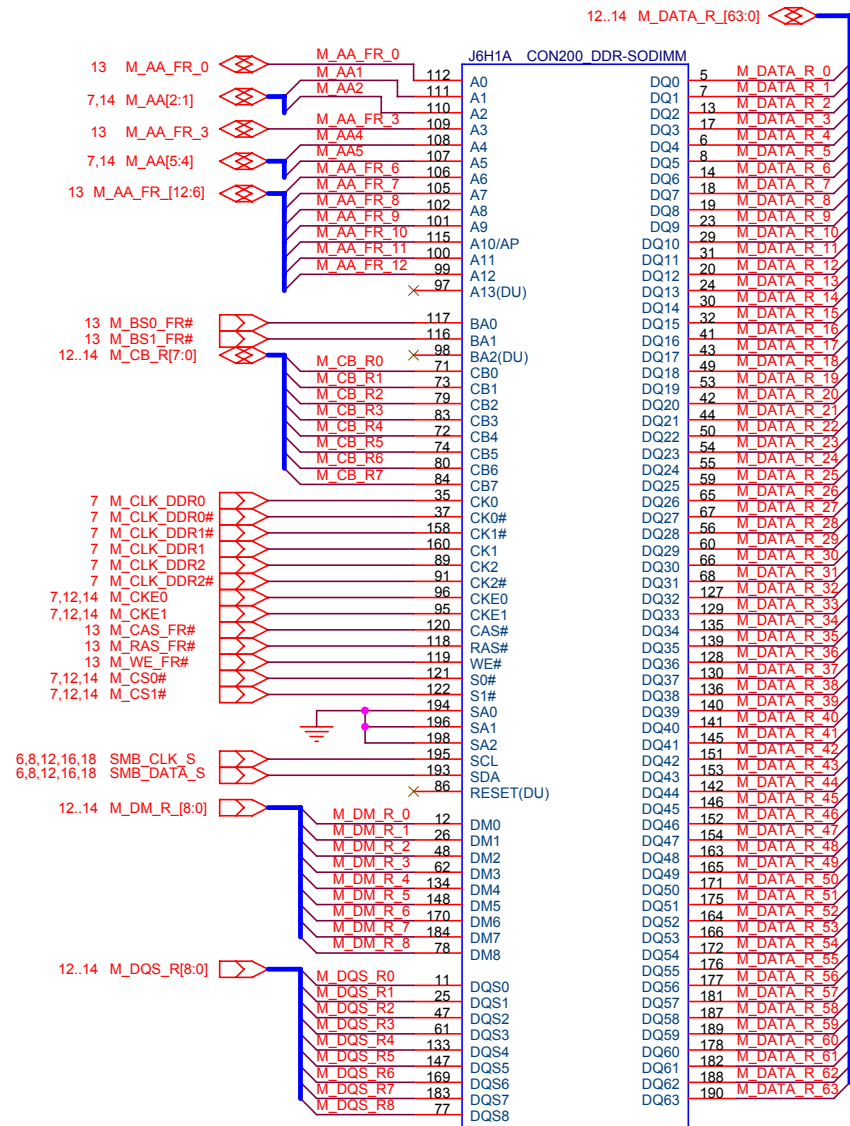 12..14 M_DATA_R_[63:0]
J6H1A CON200_DDR-SODIMM
13 M_AA_FR_0
7,14 M_AA[2:1]
13 M_AA_FR_3
7,14 M_AA[5:4]
13 M_AA_FR_[12:6]
M_AA_FR_0 112 A0
M_AA1 111 A1
M_AA2 110 A2
M_AA_FR_3 109 A3
M_AA4 108 A4
M_AA5 107 A5
M_AA_FR_6 106 A6
M_AA_FR_7 105 A7
M_AA_FR_8 102 A8
M_AA_FR_9 101 A9
M_AA_FR_10 115 A10/AP
M_AA_FR_11 100 A11
M_AA_FR_12 99 A12
97 A13(DU)
13 M_BS0_FR# 117 BA0
13 M_BS1_FR# 116 BA1
12..14 M_CB_R[7:0]
98 BA2(DU)
M_CB_R0 71 CB0
M_CB_R1 73 CB1
M_CB_R2 79 CB2
M_CB_R3 83 CB3
M_CB_R4 72 CB4
M_CB_R5 74 CB5
M_CB_R6 80 CB6
M_CB_R7 84 CB7
7 M_CLK_DDR0 35 CK0
7 M_CLK_DDR0# 37 CK0#
7 M_CLK_DDR1# 158 CK1#
7 M_CLK_DDR1 160 CK1
7 M_CLK_DDR2 89 CK2
7 M_CLK_DDR2# 91 CK2#
7,12,14 M_CKE0 96 CKE0
7,12,14 M_CKE1 95 CKE1
13 M_CAS_FR# 120 CAS#
13 M_RAS_FR# 118 RAS#
13 M_WE_FR# 119 WE#
7,12,14 M_CS0# 121 S0#
7,12,14 M_CS1# 122 S1#
194 SA0
196 SA1
198 SA2
6,8,12,16,18 SMB_CLK_S 195 SCL
6,8,12,16,18 SMB_DATA_S 193 SDA
86 RESET(DU)
12..14 M_DM_R_[8:0]
M_DM_R_0 12 DM0
M_DM_R_1 26 DM1
M_DM_R_2 48 DM2
M_DM_R_3 62 DM3
M_DM_R_4 134 DM4
M_DM_R_5 148 DM5
M_DM_R_6 170 DM6
M_DM_R_7 184 DM7
M_DM_R_8 78 DM8
12..14 M_DQS_R[8:0]
M_DQS_R0 11 DQS0
M_DQS_R1 25 DQS1
M_DQS_R2 47 DQS2
M_DQS_R3 61 DQS3
M_DQS_R4 133 DQS4
M_DQS_R5 147 DQS5
M_DQS_R6 169 DQS6
M_DQS_R7 183 DQS7
M_DQS_R8 77 DQS8
DQ0 5 M_DATA_R_0
DQ1 7 M_DATA_R_1
DQ2 13 M_DATA_R_2
DQ3 17 M_DATA_R_3
DQ4 6 M_DATA_R_4
DQ5 8 M_DATA_R_5
DQ6 14 M_DATA_R_6
DQ7 18 M_DATA_R_7
DQ8 19 M_DATA_R_8
DQ9 23 M_DATA_R_9
DQ10 29 M_DATA_R_10
DQ11 31 M_DATA_R_11
DQ12 20 M_DATA_R_12
DQ13 24 M_DATA_R_13
DQ14 30 M_DATA_R_14
DQ15 32 M_DATA_R_15
DQ16 41 M_DATA_R_16
DQ17 43 M_DATA_R_17
DQ18 49 M_DATA_R_18
DQ19 53 M_DATA_R_19
DQ20 42 M_DATA_R_20
DQ21 44 M_DATA_R_21
DQ22 50 M_DATA_R_22
DQ23 54 M_DATA_R_23
DQ24 55 M_DATA_R_24
DQ25 59 M_DATA_R_25
DQ26 65 M_DATA_R_26
DQ27 67 M_DATA_R_27
DQ28 56 M_DATA_R_28
DQ29 60 M_DATA_R_29
DQ30 66 M_DATA_R_30
DQ31 68 M_DATA_R_31
DQ32 127 M_DATA_R_32
DQ33 129 M_DATA_R_33
DQ34 135 M_DATA_R_34
DQ35 139 M_DATA_R_35
DQ36 128 M_DATA_R_36
DQ37 130 M_DATA_R_37
DQ38 136 M_DATA_R_38
DQ39 140 M_DATA_R_39
DQ40 141 M_DATA_R_40
DQ41 145 M_DATA_R_41
DQ42 151 M_DATA_R_42
DQ43 153 M_DATA_R_43
DQ44 142 M_DATA_R_44
DQ45 146 M_DATA_R_45
DQ46 152 M_DATA_R_46
DQ47 154 M_DATA_R_47
DQ48 163 M_DATA_R_48
DQ49 165 M_DATA_R_49
DQ50 171 M_DATA_R_50
DQ51 175 M_DATA_R_51
DQ52 164 M_DATA_R_52
DQ53 166 M_DATA_R_53
DQ54 172 M_DATA_R_54
DQ55 176 M_DATA_R_55
DQ56 177 M_DATA_R_56
DQ57 181 M_DATA_R_57
DQ58 187 M_DATA_R_58
DQ59 189 M_DATA_R_59
DQ60 178 M_DATA_R_60
DQ61 182 M_DATA_R_61
DQ62 188 M_DATA_R_62
DQ63 190 M_DATA_R_63